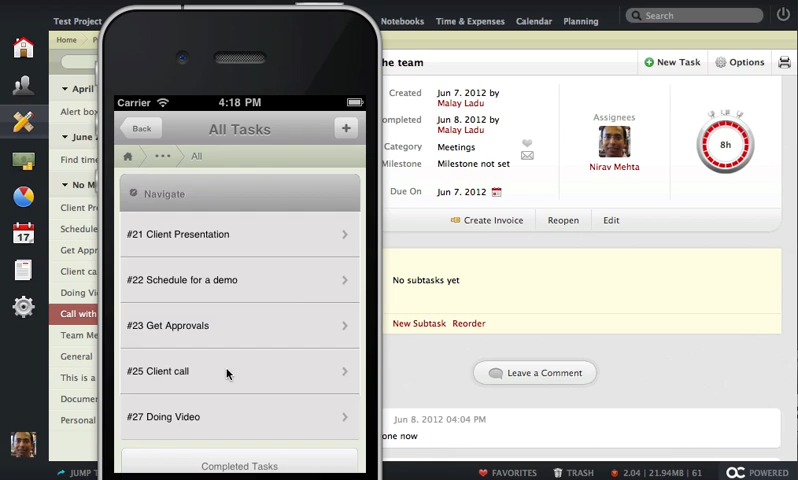 Test Project
Notebooks
Time & Expenses
Calendar
Planning
Search
Home
the team
New Task
Options
April
Alert box
June 2
Find time
No M
Client Pr
Schedule
Get Appr
Client ca
Doing Vi
Call with
Team Me
General
This is a
Documen
Personal
Carrier
4:18 PM
Back
All Tasks
+
•••
All
Navigate
#21 Client Presentation
#22 Schedule for a demo
#23 Get Approvals
#25 Client call
#27 Doing Video
Completed Tasks
Created
Jun 7. 2012 by
Malay Ladu
ompleted
Jun 8. 2012 by
Malay Ladu
Category
Meetings
Milestone
Milestone not set
Due On
Jun 7. 2012
Assignees
Nirav Mehta
8h
Create Invoice
Reopen
Edit
No subtasks yet
New Subtask
Reorder
Leave a Comment
Jun 8. 2012 04:04 PM
one now
17
JUMP T
FAVORITES
TRASH
2.04 | 21.94MB | 61
POWERED